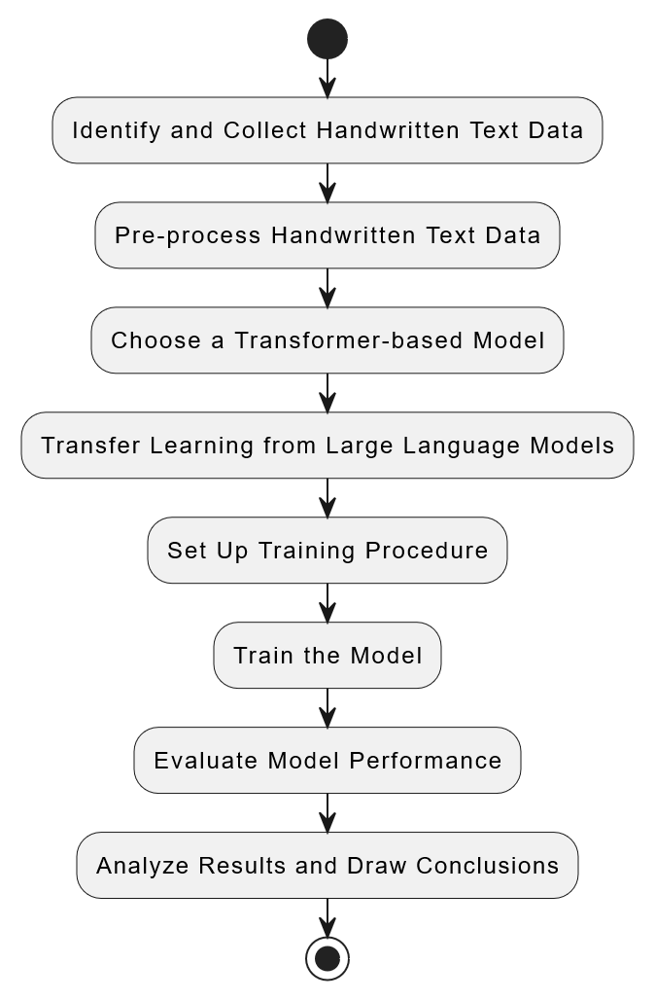 Identify and Collect Handwritten Text Data
Pre-process Handwritten Text Data
Choose a Transformer-based Model
Transfer Learning from Large Language Models
Set Up Training Procedure
Train the Model
Evaluate Model Performance
Analyze Results and Draw Conclusions